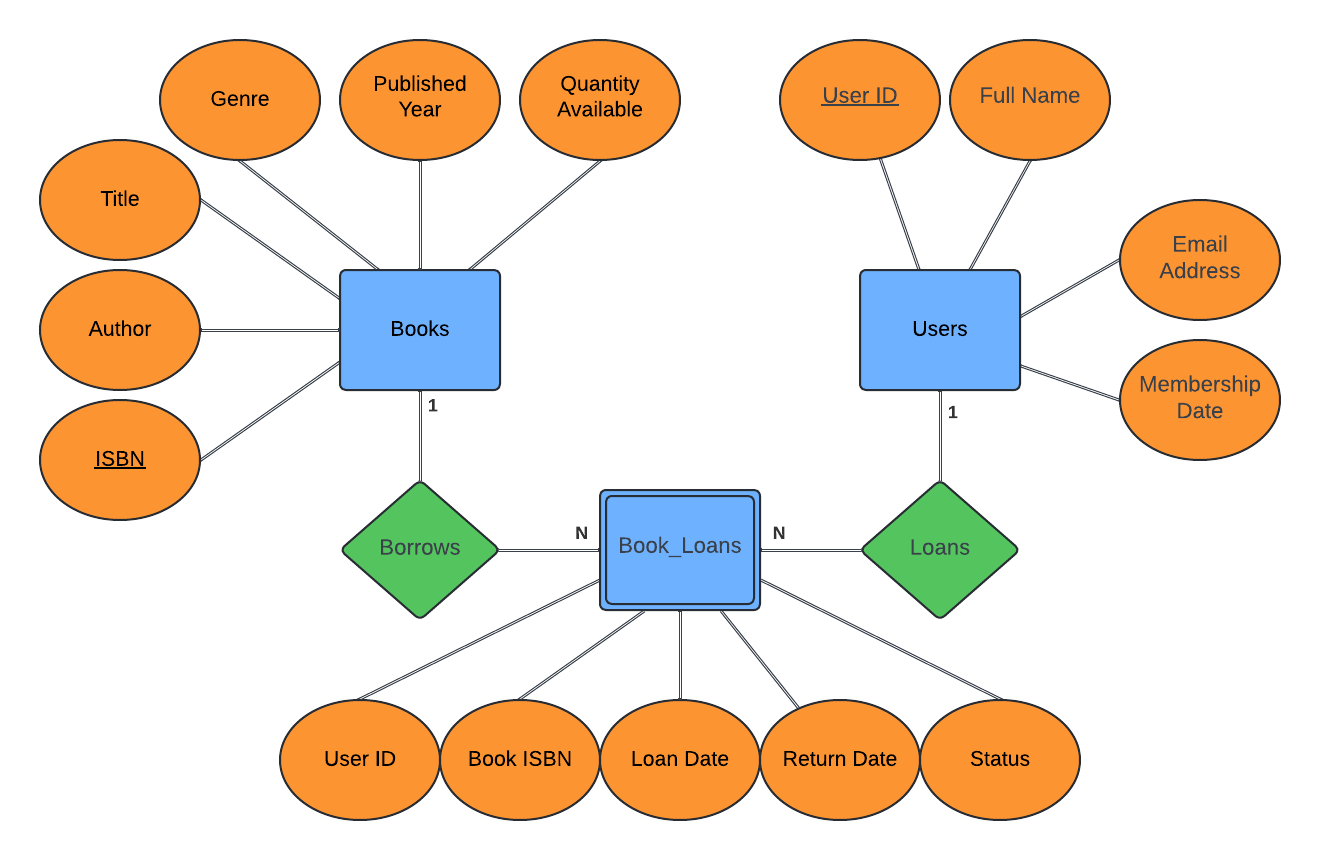 Genre
Published
Year
Quantity
Available
User ID
Full Name
Title
Email
Address
Author
Books
Users
Membership
Date
1
1
ISBN
Borrows
N
Book_Loans
N
Loans
User ID
Book ISBN
Loan Date
Return Date
Status